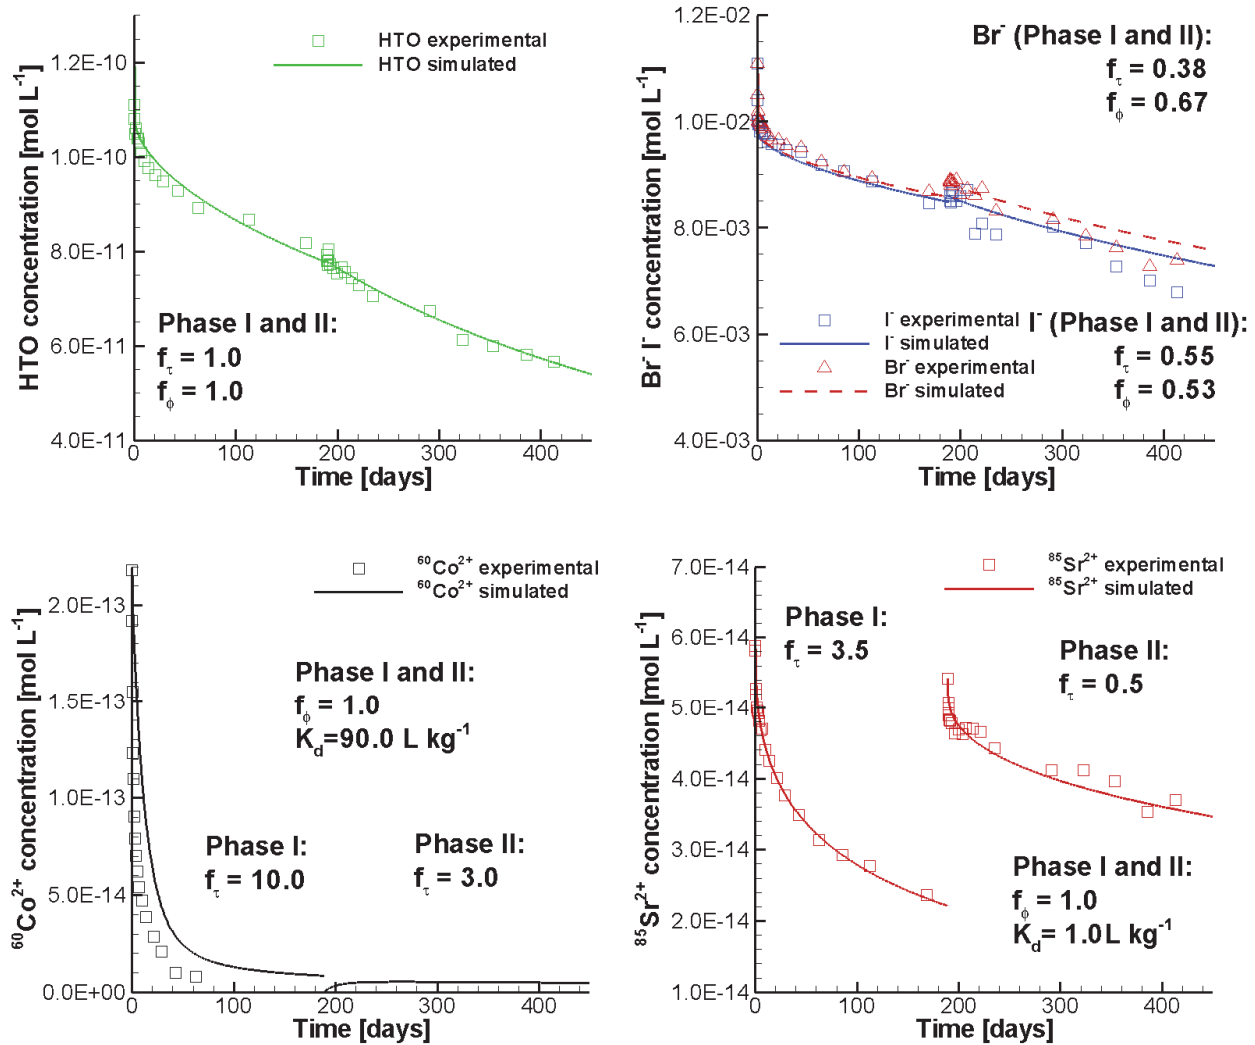 HTO concentration [mol L⁻¹]
1.2E-10
1.0E-10
8.0E-11
6.0E-11
4.0E-11
HTO experimental
HTO simulated
Phase I and II:
f_τ = 1.0
f_ϕ = 1.0
0 100 200 300 400
Time [days]
Br⁻ I⁻ concentration [mol L⁻¹]
1.2E-02
1.0E-02
8.0E-03
6.0E-03
4.0E-03
Br⁻ (Phase I and II):
f_τ = 0.38
f_ϕ = 0.67
I⁻ experimental
I⁻ simulated
Br⁻ experimental
Br⁻ simulated
I⁻ (Phase I and II):
f_τ = 0.55
f_ϕ = 0.53
0 100 200 300 400
Time [days]
⁶⁰Co²⁺ concentration [mol L⁻¹]
2.0E-13
1.5E-13
1.0E-13
5.0E-14
0.0E+00
⁶⁰Co²⁺ experimental
⁶⁰Co²⁺ simulated
Phase I and II:
f_ϕ = 1.0
K_d=90.0 L kg⁻¹
Phase I:
f_τ = 10.0
Phase II:
f_τ = 3.0
0 100 200 300 400
Time [days]
⁸⁵Sr²⁺ concentration [mol L⁻¹]
7.0E-14
6.0E-14
5.0E-14
4.0E-14
3.0E-14
2.0E-14
1.0E-14
⁸⁵Sr²⁺ experimental
⁸⁵Sr²⁺ simulated
Phase I:
f_τ = 3.5
Phase II:
f_τ = 0.5
Phase I and II:
f_ϕ = 1.0
K_d= 1.0L kg⁻¹
0 100 200 300 400
Time [days]